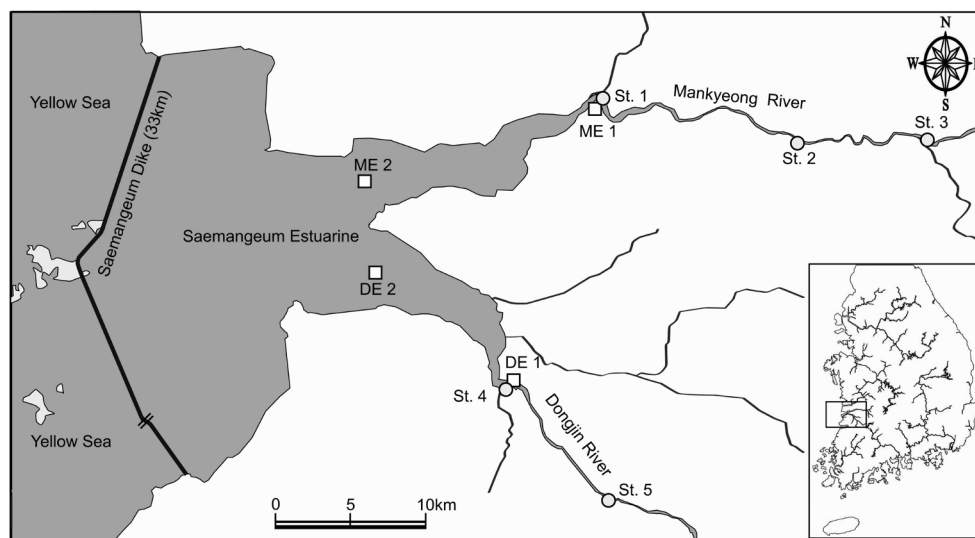 N
W
E
S
Yellow Sea
Saemangeum Dike (33km)
St. 1
Mankyeong River
ME 1
St. 2
St. 3
ME 2
Saemangeum Estuarine
DE 2
DE 1
St. 4
Dongjin River
Yellow Sea
St. 5
0 5 10km